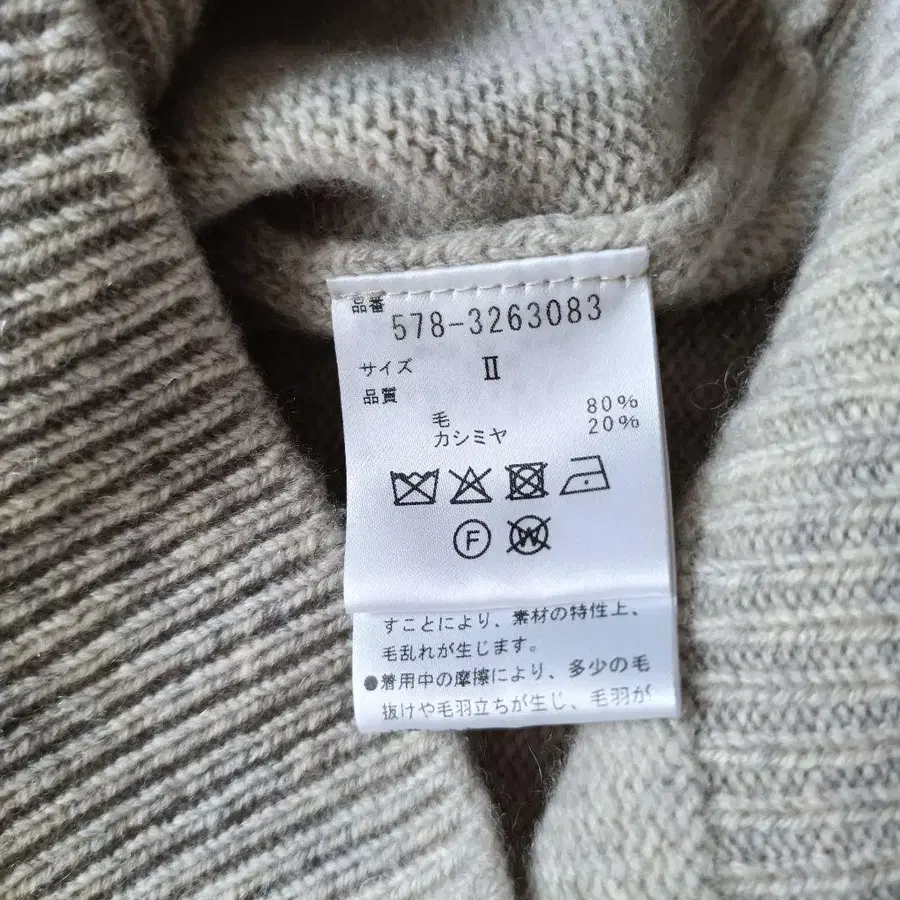 品番 578-3263083
サイズ II
品質
毛 80%
カシミヤ 20%
F W
すことにより、素材の特性上、
毛乱れが生じます。
●着用中の摩擦により、多少の毛
抜けや毛羽立ちが生じ、毛羽が